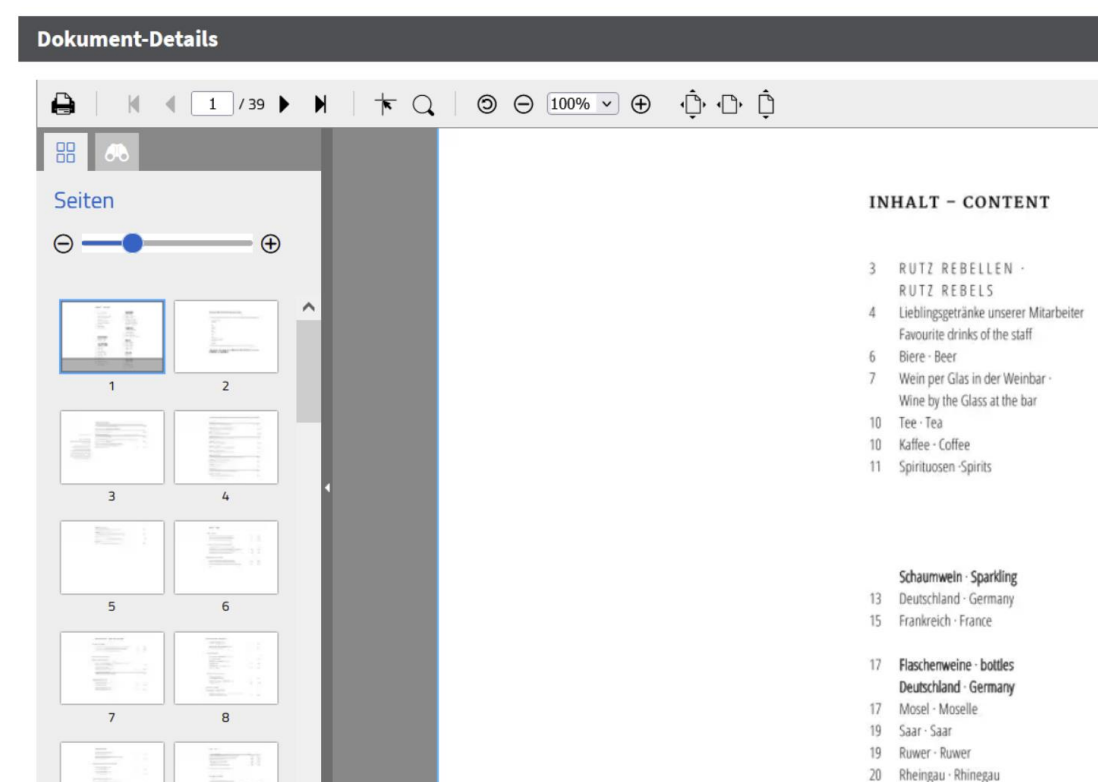 Dokument-Details
1 / 39
100%
Seiten
1
2
3
4
5
6
7
8
INHALT – CONTENT
3 RUTZ REBELLEN ·
RUTZ REBELS
4 Lieblingsgetränke unserer Mitarbeiter
Favourite drinks of the staff
6 Biere · Beer
7 Wein per Glas in der Weinbar ·
Wine by the Glass at the bar
10 Tee · Tea
10 Kaffee · Coffee
11 Spirituosen ·Spirits
Schaumwein · Sparkling
13 Deutschland · Germany
15 Frankreich · France
17 Flaschenweine · bottles
Deutschland · Germany
17 Mosel · Moselle
19 Saar · Saar
19 Ruwer · Ruwer
20 Rheingau · Rhinegau